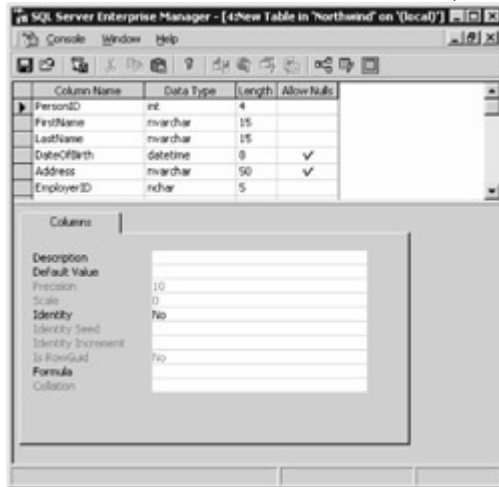 SQL Server Enterprise Manager - [4:New Table in 'Northwind' on '(local)']
Console Window Help
Column Name Data Type Length Allow Nulls
PersonID int 4
FirstName nvarchar 15
LastName nvarchar 15
DateOfBirth datetime 8
Address nvarchar 50
EmployerID nchar 5
Columns
Description
Default Value
Precision 10
Scale 0
Identity No
Identity Seed
Identity Increment
Is RowGuid No
Formula
Collation